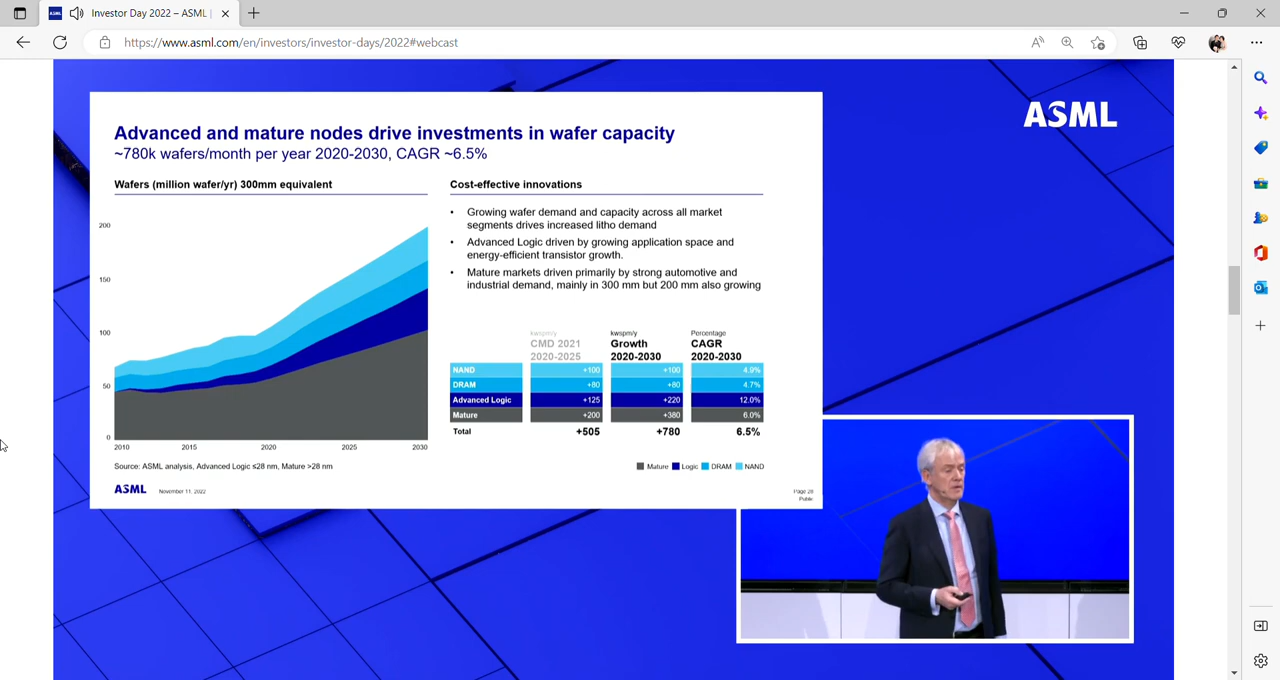 Investor Day 2022 – ASML |
https://www.asml.com/en/investors/investor-days/2022#webcast
ASML
Advanced and mature nodes drive investments in wafer capacity
~780k wafers/month per year 2020-2030, CAGR ~6.5%
Wafers (million wafer/yr) 300mm equivalent
200
150
100
50
0
2010 2015 2020 2025 2030
Source: ASML analysis, Advanced Logic ≤28 nm, Mature >28 nm
Cost-effective innovations
• Growing wafer demand and capacity across all market
segments drives increased litho demand
• Advanced Logic driven by growing application space and
energy-efficient transistor growth.
• Mature markets driven primarily by strong automotive and
industrial demand, mainly in 300 mm but 200 mm also growing
kwspm/y kwspm/y Percentage
CMD 2021 Growth CAGR
2020-2025 2020-2030 2020-2030
NAND +100 +100 4.9%
DRAM +80 +80 4.7%
Advanced Logic +125 +220 12.0%
Mature +200 +380 6.0%
Total +505 +780 6.5%
Mature Logic DRAM NAND
ASML November 11, 2022
Page 26
Public